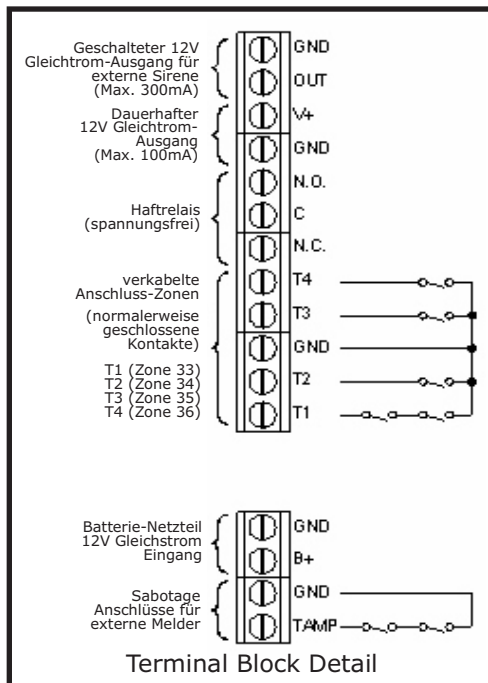 Geschalteter 12V
Gleichtrom-Ausgang für
externe Sirene
(Max. 300mA)
Dauerhafter
12V Gleichtrom-
Ausgang
(Max. 100mA)
Haftrelais
(spannungsfrei)
verkabelte
Anschluss-Zonen
(normalerweise
geschlossene
Kontakte)
T1 (Zone 33)
T2 (Zone 34)
T3 (Zone 35)
T4 (Zone 36)
GND
OUT
V+
GND
N.O.
C
N.C.
T4
T3
GND
T2
T1
Batterie-Netzteil
12V Gleichstrom
Eingang
Sabotage
Anschlüsse für
externe Melder
GND
B+
GND
TAMP
Terminal Block Detail